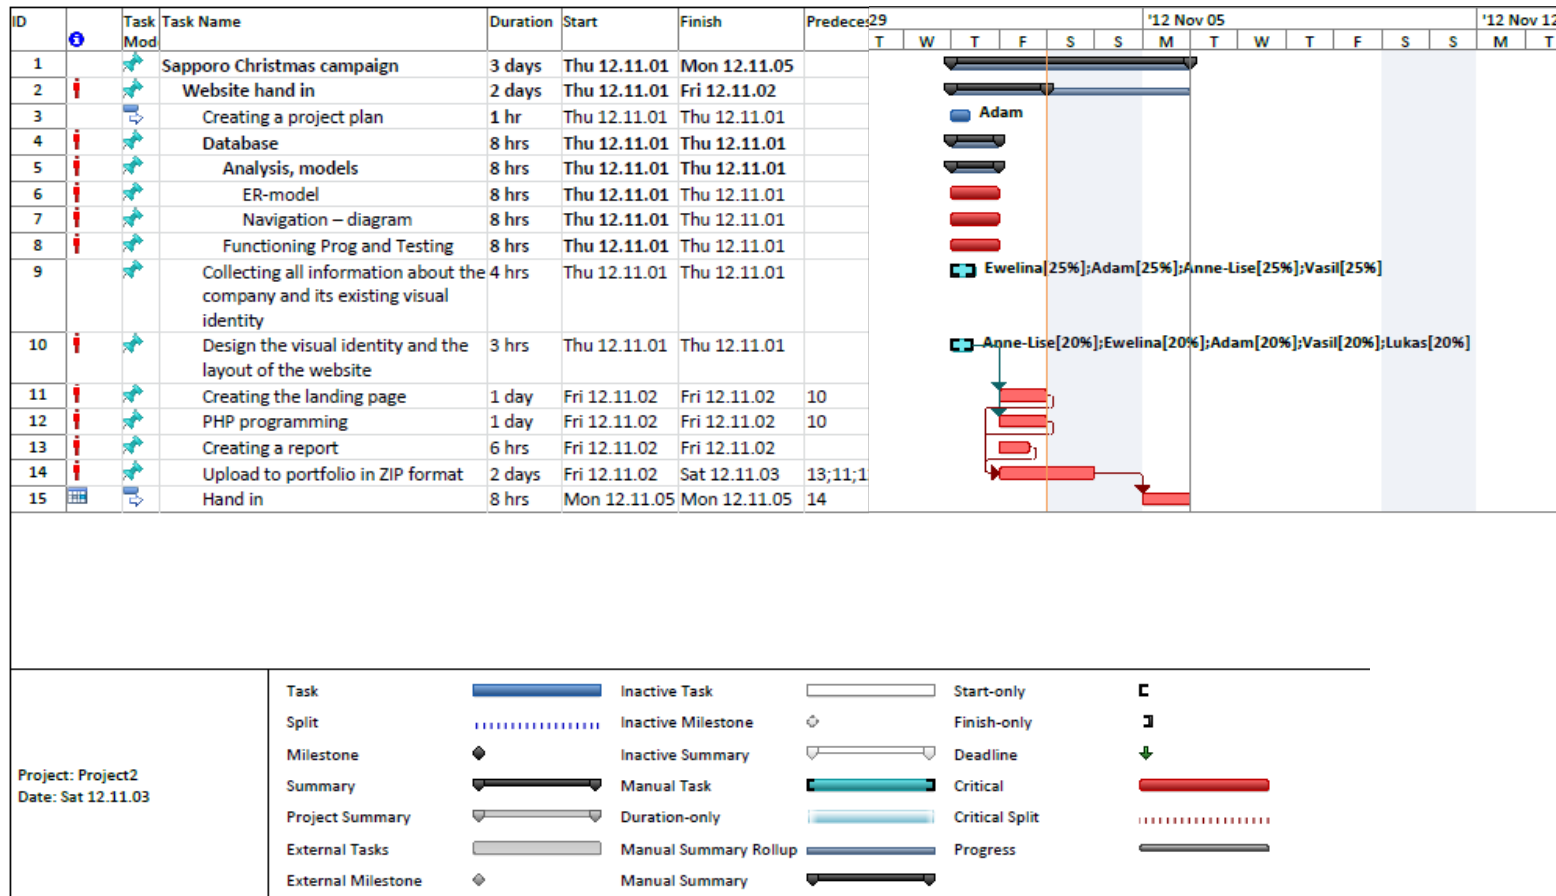 ID Task Task Name Duration Start Finish Predeces 29 '12 Nov 05 '12 Nov 12
Mod T W T F S S M T W T F S S M T
1 Sapporo Christmas campaign 3 days Thu 12.11.01 Mon 12.11.05
2 Website hand in 2 days Thu 12.11.01 Fri 12.11.02
3 Creating a project plan 1 hr Thu 12.11.01 Thu 12.11.01 Adam
4 Database 8 hrs Thu 12.11.01 Thu 12.11.01
5 Analysis, models 8 hrs Thu 12.11.01 Thu 12.11.01
6 ER-model 8 hrs Thu 12.11.01 Thu 12.11.01
7 Navigation – diagram 8 hrs Thu 12.11.01 Thu 12.11.01
8 Functioning Prog and Testing 8 hrs Thu 12.11.01 Thu 12.11.01
9 Collecting all information about the 4 hrs Thu 12.11.01 Thu 12.11.01 Ewelina[25%];Adam[25%];Anne-Lise[25%];Vasil[25%]
company and its existing visual
identity
10 Design the visual identity and the 3 hrs Thu 12.11.01 Thu 12.11.01 Anne-Lise[20%];Ewelina[20%];Adam[20%];Vasil[20%];Lukas[20%]
layout of the website
11 Creating the landing page 1 day Fri 12.11.02 Fri 12.11.02 10
12 PHP programming 1 day Fri 12.11.02 Fri 12.11.02 10
13 Creating a report 6 hrs Fri 12.11.02 Fri 12.11.02
14 Upload to portfolio in ZIP format 2 days Fri 12.11.02 Sat 12.11.03 13;11;1
15 Hand in 8 hrs Mon 12.11.05 Mon 12.11.05 14
Project: Project2
Date: Sat 12.11.03
Task Inactive Task Start-only
Split Inactive Milestone Finish-only
Milestone Inactive Summary Deadline
Summary Manual Task Critical
Project Summary Duration-only Critical Split
External Tasks Manual Summary Rollup Progress
External Milestone Manual Summary